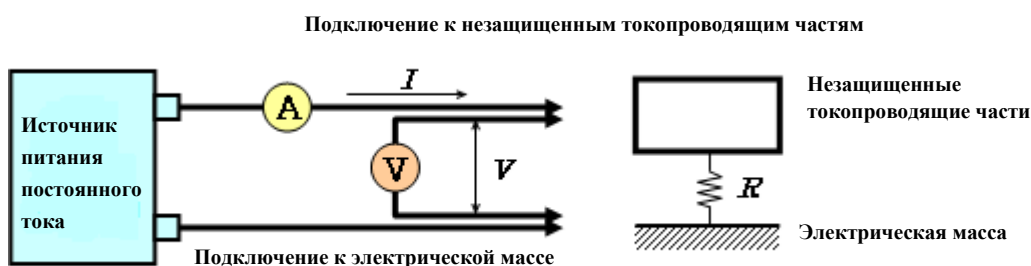 Подключение к незащищенным токопроводящим частям
I
A
Источник
питания
постоянного
тока
V
V
Подключение к электрической массе
Незащищенные
токопроводящие части
R
Электрическая масса